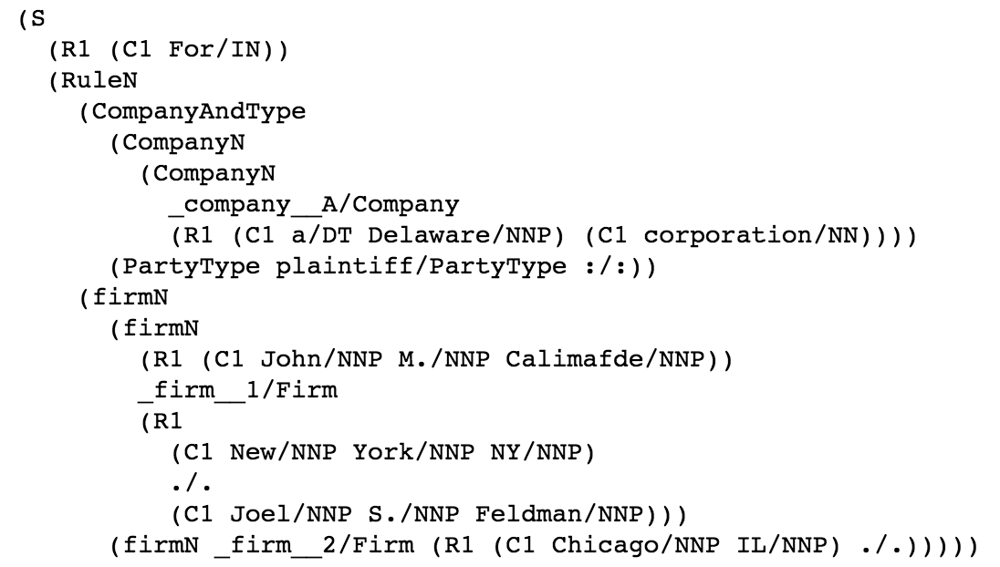 (S
  (R1 (C1 For/IN))
  (RuleN
    (CompanyAndType
      (CompanyN
        (CompanyN
          _company__A/Company
          (R1 (C1 a/DT Delaware/NNP) (C1 corporation/NN))))
      (PartyType plaintiff/PartyType :/:))
    (firmN
      (firmN
        (R1 (C1 John/NNP M./NNP Calimafde/NNP))
        _firm__1/Firm
        (R1
          (C1 New/NNP York/NNP NY/NNP)
          ./.
          (C1 Joel/NNP S./NNP Feldman/NNP)))
      (firmN _firm__2/Firm (R1 (C1 Chicago/NNP IL/NNP) ./.)))))